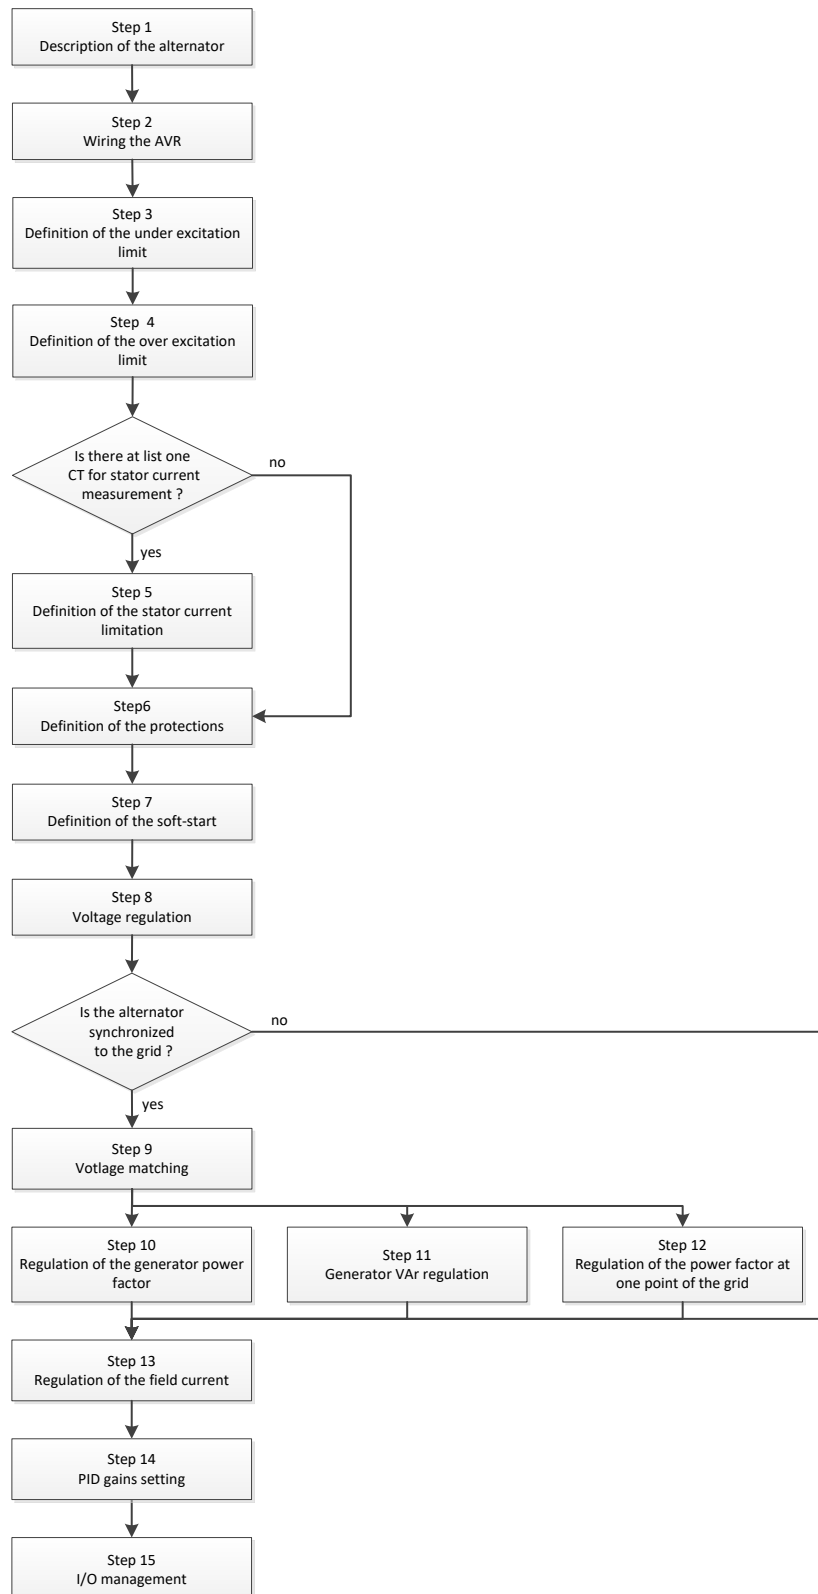 Step 1
Description of the alternator
Step 2
Wiring the AVR
Step 3
Definition of the under excitation
limit
Step  4
Definition of the over excitation
limit
Is there at list one
CT for stator current
measurement ?
no
yes
Step 5
Definition of the stator current
limitation
Step6
Definition of the protections
Step 7
Definition of the soft-start
Step 8
Voltage regulation
Is the alternator
synchronized
to the grid ?
no
yes
Step 9
Votlage matching
Step 10
Regulation of the generator power
factor
Step 11
Generator VAr regulation
Step 12
Regulation of the power factor at
one point of the grid
Step 13
Regulation of the field current
Step 14
PID gains setting
Step 15
I/O management